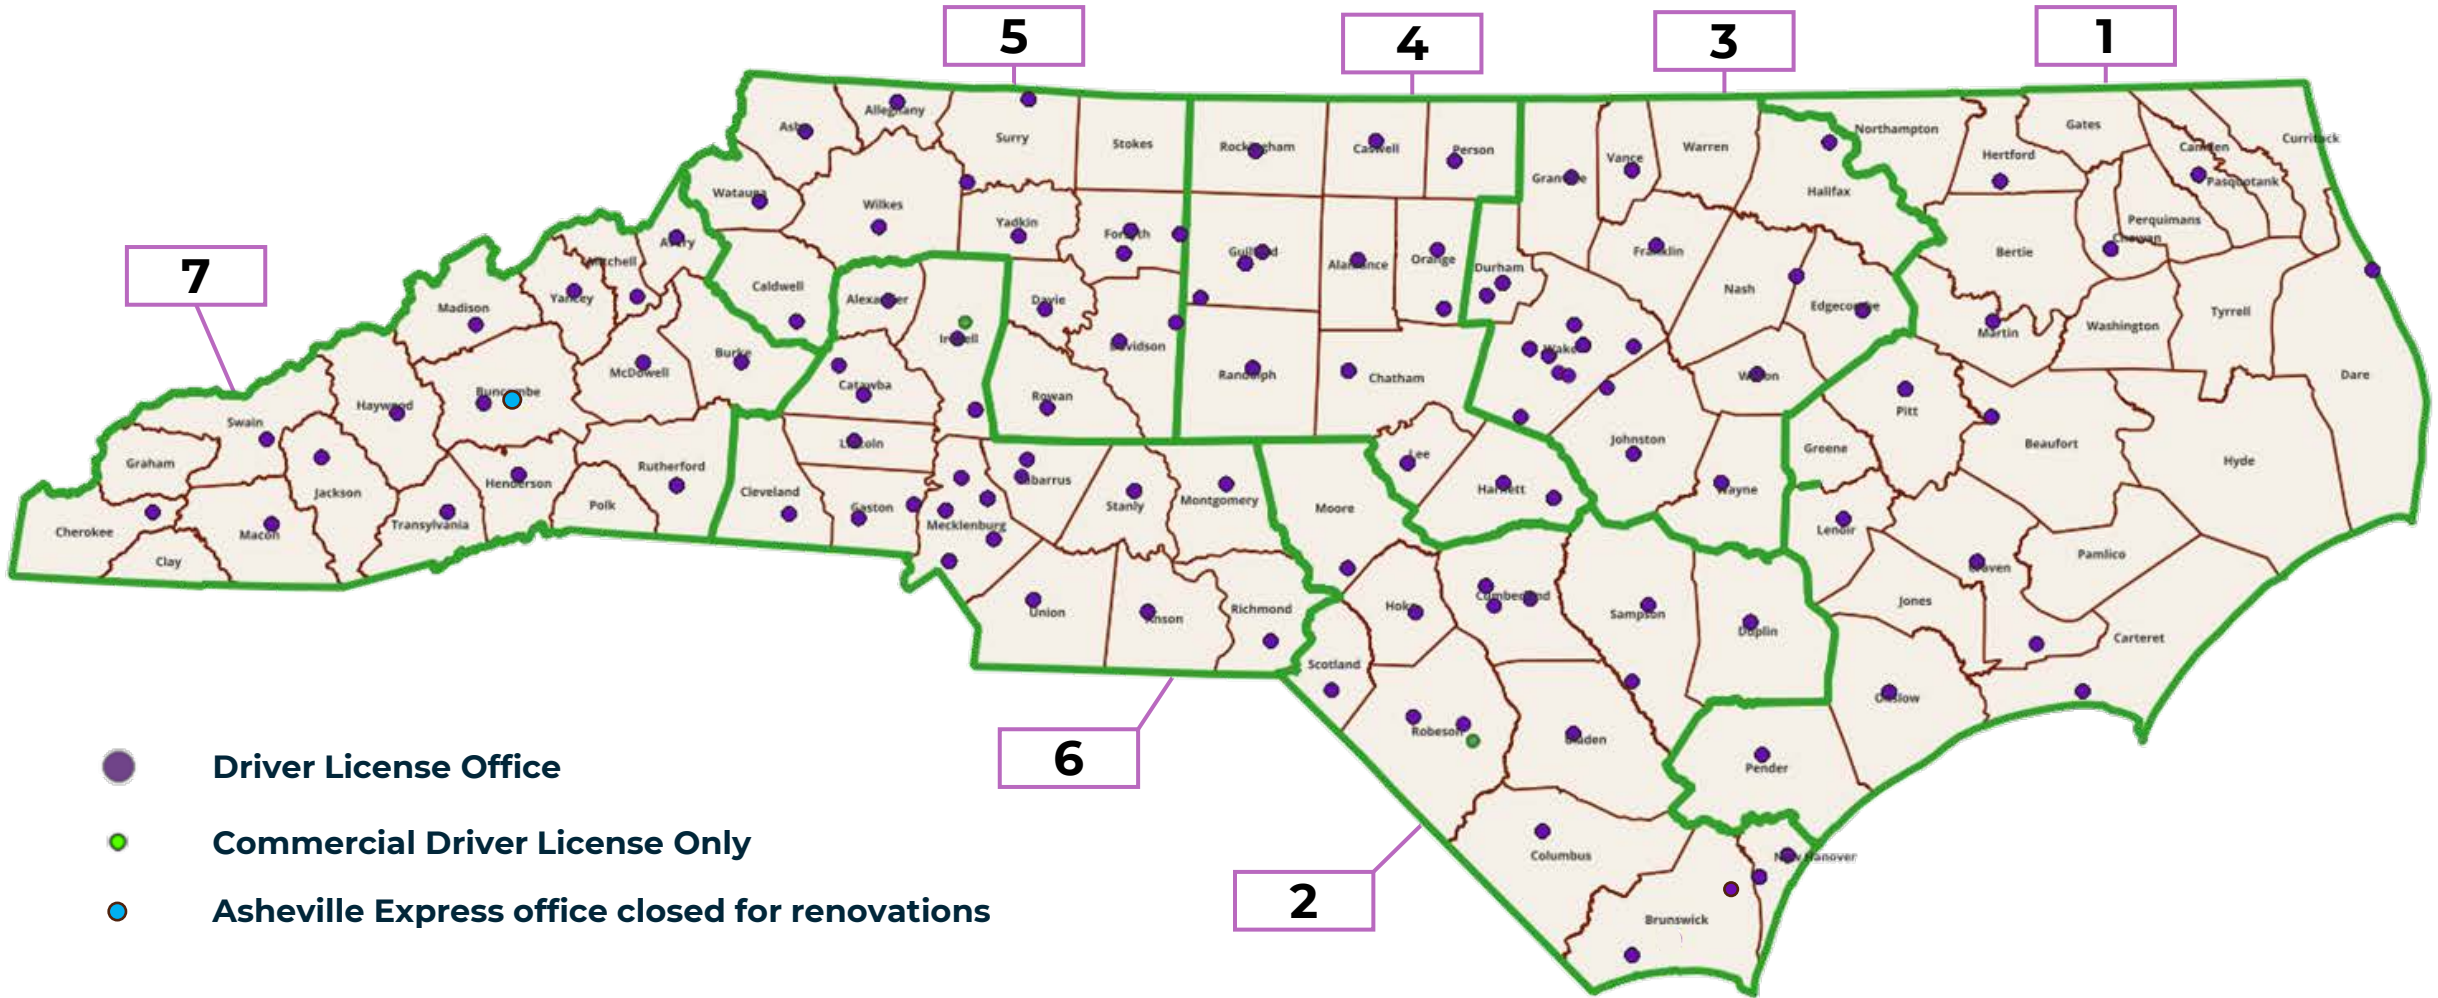 5
4
3
1
7
Alleghany
Ashe
Surry
Stokes
Rockingham
Caswell
Person
Granville
Vance
Warren
Northampton
Halifax
Hertford
Gates
Camden
Currituck
Pasquotank
Perquimans
Chowan
Bertie
Watauga
Wilkes
Yadkin
Forsyth
Guilford
Alamance
Orange
Durham
Franklin
Nash
Edgecombe
Martin
Washington
Tyrrell
Dare
Avery
Mitchell
Yancey
Madison
Caldwell
Alexander
Iredell
Davie
Davidson
Randolph
Chatham
Wake
Wilson
Pitt
Beaufort
Hyde
Swain
Haywood
Buncombe
McDowell
Burke
Catawba
Rowan
Lincoln
Lee
Harnett
Johnston
Wayne
Greene
Lenoir
Graham
Jackson
Henderson
Rutherford
Polk
Cleveland
Gaston
Mecklenburg
Cabarrus
Stanly
Montgomery
Moore
Craven
Pamlico
Cherokee
Clay
Macon
Transylvania
Union
Anson
Richmond
Hoke
Cumberland
Sampson
Duplin
Jones
Carteret
Scotland
Robeson
Bladen
Onslow
Pender
6
Columbus
New Hanover
Brunswick
2
Driver License Office
Commercial Driver License Only
Asheville Express office closed for renovations